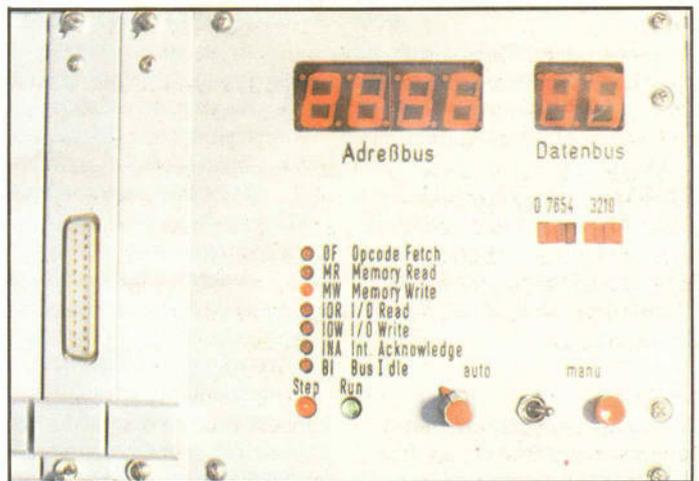 Adreßbus Datenbus
0 7654 3210
OF Opcode Fetch
MR Memory Read
MW Memory Write
IOR I/O Read
IOW I/O Write
INA Int. Acknowledge
BI Bus Idle
auto manu
Step Run